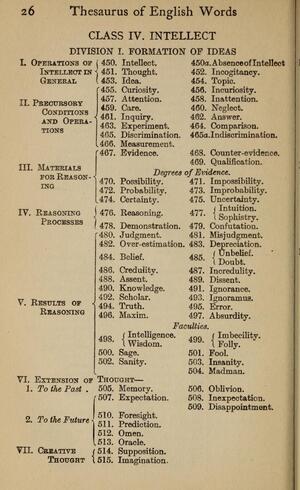 26 Thesaurus of English Words
CLASS IV. INTELLECT
DIVISION I. FORMATION OF IDEAS
I. OPERATIONS OF INTELLECT IN GENERAL
450. Intellect. 450a. Absence of Intellect
451. Thought. 452. Incogitancy.
453. Idea. 454. Topic.
II. PRECURSORY CONDITIONS AND OPERATIONS
455. Curiosity. 456. Incuriosity.
457. Attention. 458. Inattention.
459. Care. 460. Neglect.
461. Inquiry. 462. Answer.
463. Experiment. 464. Comparison.
465. Discrimination. 465a. Indiscrimination.
466. Measurement.
III. MATERIALS FOR REASONING
467. Evidence. 468. Counter-evidence.
469. Qualification.
Degrees of Evidence.
470. Possibility. 471. Impossibility.
472. Probability. 473. Improbability.
474. Certainty. 475. Uncertainty.
IV. REASONING PROCESSES
476. Reasoning. 477. { Intuition.
Sophistry.
478. Demonstration. 479. Confutation.
V. RESULTS OF REASONING
480. Judgment. 481. Misjudgment.
482. Over-estimation. 483. Depreciation.
484. Belief. 485. { Unbelief.
Doubt.
486. Credulity. 487. Incredulity.
488. Assent. 489. Dissent.
490. Knowledge. 491. Ignorance.
492. Scholar. 493. Ignoramus.
494. Truth. 495. Error.
496. Maxim. 497. Absurdity.
Faculties.
498. { Intelligence. 499. { Imbecility.
Wisdom. Folly.
500. Sage. 501. Fool.
502. Sanity. 503. Insanity.
504. Madman.
VI. EXTENSION OF THOUGHT—
1. To the Past . 505. Memory. 506. Oblivion.
2. To the Future
507. Expectation. 508. Inexpectation.
509. Disappointment.
510. Foresight.
511. Prediction.
512. Omen.
513. Oracle.
VII. CREATIVE THOUGHT
514. Supposition.
515. Imagination.